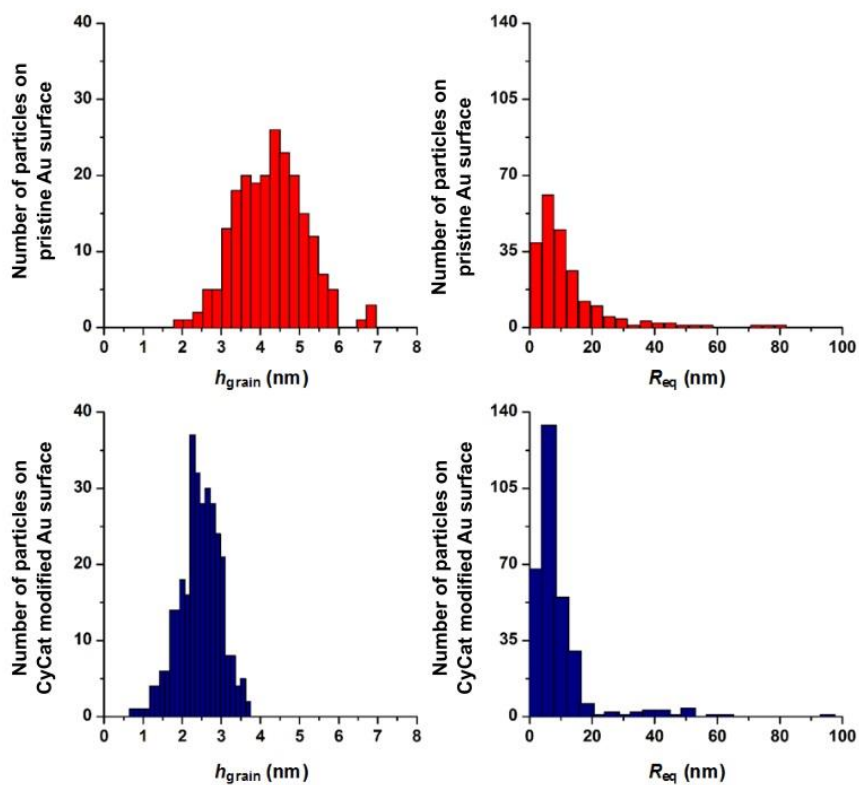 Number of particles on
pristine Au surface
40
30
20
10
0
0 1 2 3 4 5 6 7 8
hgrain (nm)
Number of particles on
pristine Au surface
140
105
70
35
0
0 20 40 60 80 100
Req (nm)
Number of particles on
CyCat modified Au surface
40
30
20
10
0
0 1 2 3 4 5 6 7 8
hgrain (nm)
Number of particles on
CyCat modified Au surface
140
105
70
35
0
0 20 40 60 80 100
Req (nm)